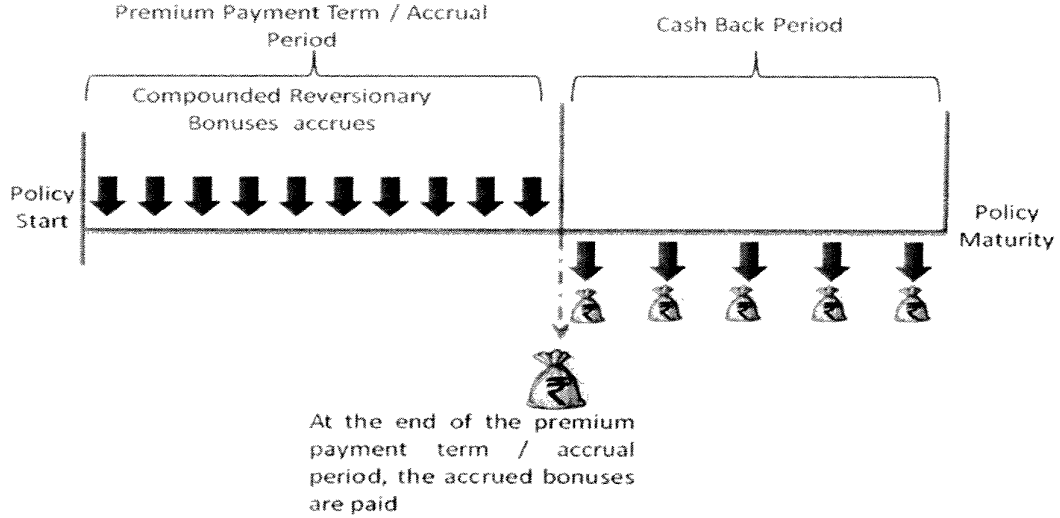 Premium Payment Term / Accrual
Period
Cash Back Period
Compounded Reversionary
Bonuses accrues
Policy
Start
Policy
Maturity
₹ ₹ ₹ ₹ ₹
₹
At the end of the premium
payment term / accrual
period, the accrued bonuses
are paid